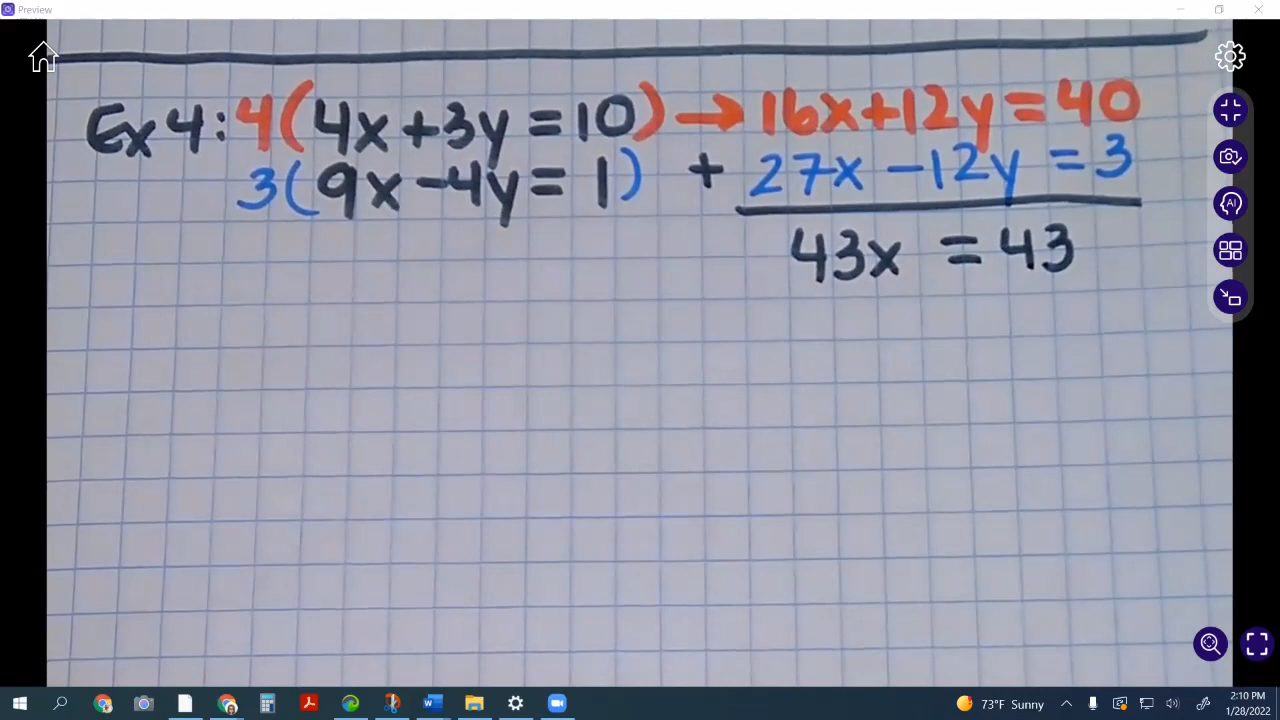 Preview
Ex 4: 4(4x+3y=10) → 16x+12y=40
3(9x-4y=1) + 27x-12y=3
43x = 43
AI
73°F Sunny
2:10 PM
1/28/2022